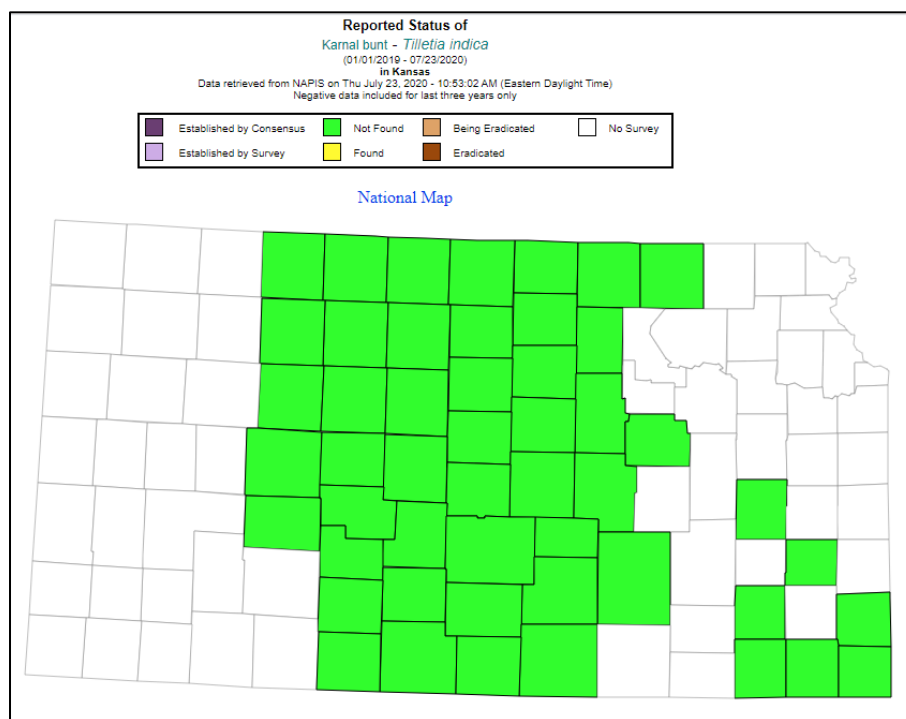 Reported Status of
Karnal bunt - Tilletia indica
(01/01/2019 - 07/23/2020)
in Kansas
Data retrieved from NAPIS on Thu July 23, 2020 - 10:53:02 AM (Eastern Daylight Time)
Negative data included for last three years only
Established by Consensus Not Found Being Eradicated No Survey
Established by Survey Found Eradicated
National Map